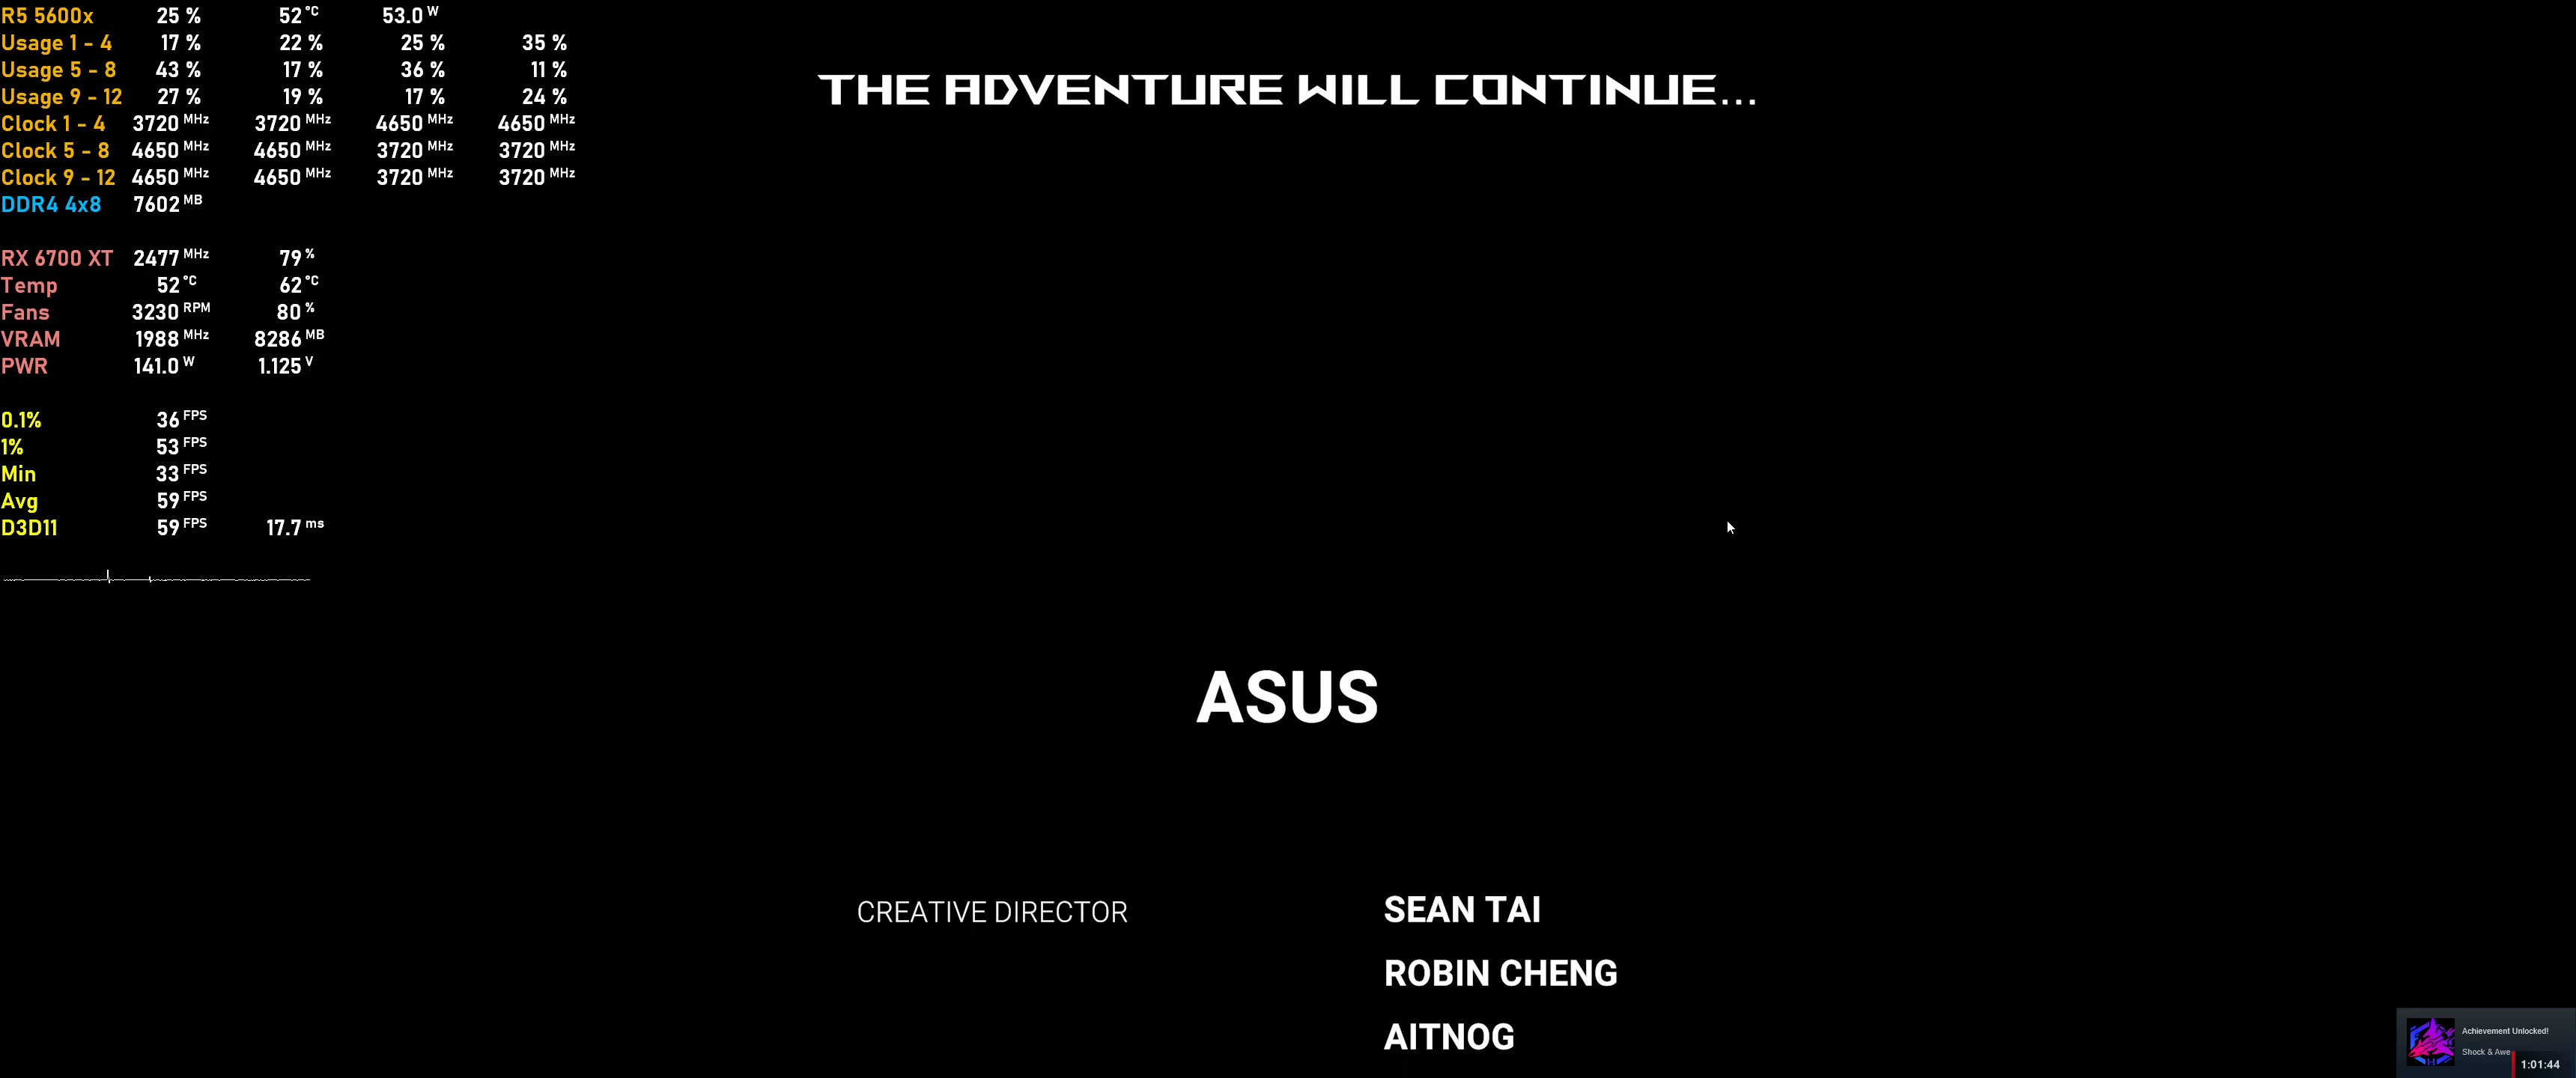 R5 5600x 25 % 52 °C 53.0 W
Usage 1 - 4 17 % 22 % 25 % 35 %
Usage 5 - 8 43 % 17 % 36 % 11 %
Usage 9 - 12 27 % 19 % 17 % 24 %
Clock 1 - 4 3720 MHz 3720 MHz 4650 MHz 4650 MHz
Clock 5 - 8 4650 MHz 4650 MHz 3720 MHz 3720 MHz
Clock 9 - 12 4650 MHz 4650 MHz 3720 MHz 3720 MHz
DDR4 4x8 7602 MB
RX 6700 XT 2477 MHz 79 %
Temp 52 °C 62 °C
Fans 3230 RPM 80 %
VRAM 1988 MHz 8286 MB
PWR 141.0 W 1.125 V
0.1% 36 FPS
1% 53 FPS
Min 33 FPS
Avg 59 FPS
D3D11 59 FPS 17.7 ms
THE ADVENTURE WILL CONTINUE...
ASUS
CREATIVE DIRECTOR SEAN TAI
ROBIN CHENG
AITNOG
Achievement Unlocked!
Shock & Awe
1:01:44